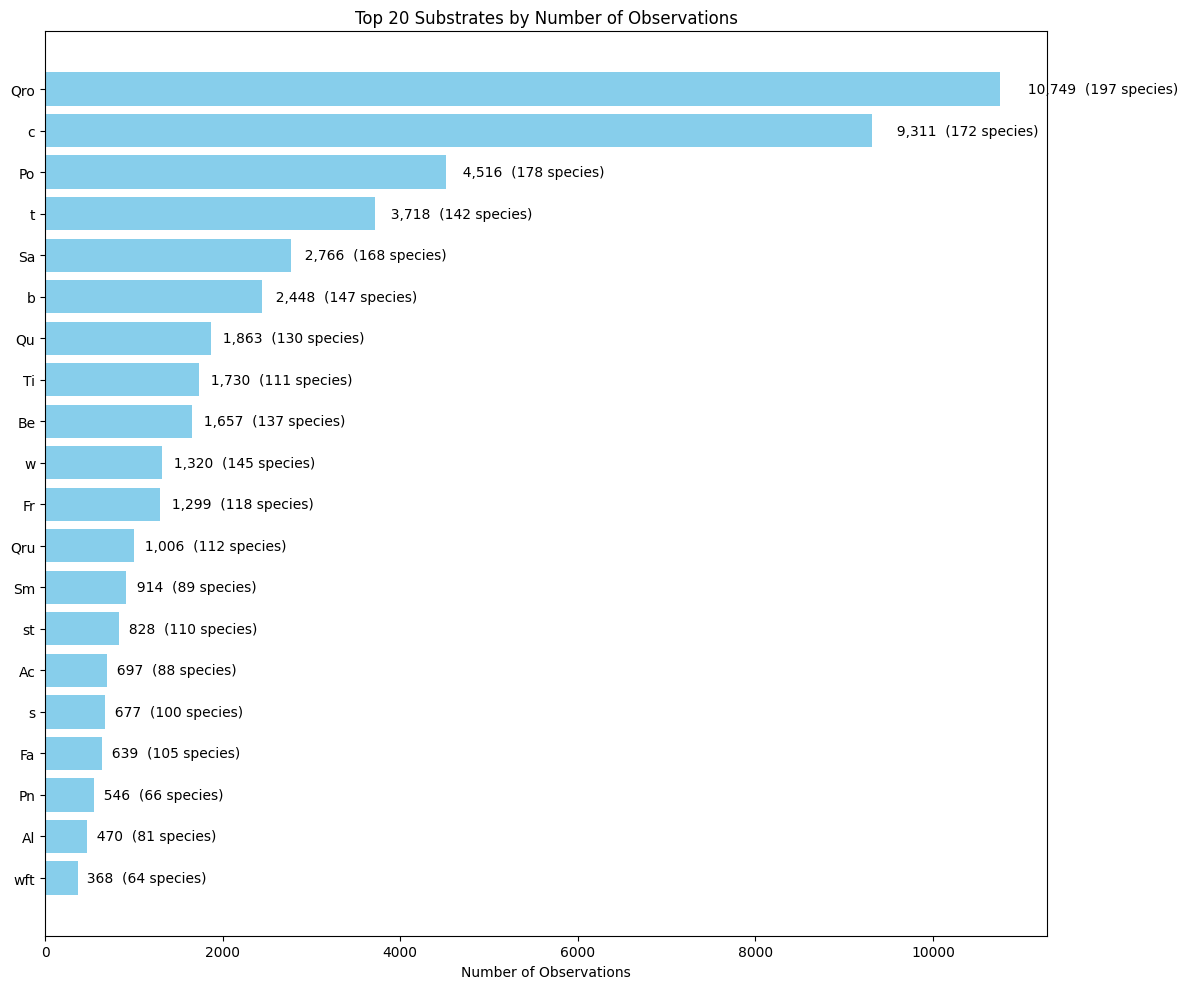 Top 20 Substrates by Number of Observations
Qro 10,749 (197 species)
c 9,311 (172 species)
Po 4,516 (178 species)
t 3,718 (142 species)
Sa 2,766 (168 species)
b 2,448 (147 species)
Qu 1,863 (130 species)
Ti 1,730 (111 species)
Be 1,657 (137 species)
w 1,320 (145 species)
Fr 1,299 (118 species)
Qru 1,006 (112 species)
Sm 914 (89 species)
st 828 (110 species)
Ac 697 (88 species)
s 677 (100 species)
Fa 639 (105 species)
Pn 546 (66 species)
Al 470 (81 species)
wft 368 (64 species)
0 2000 4000 6000 8000 10000
Number of Observations